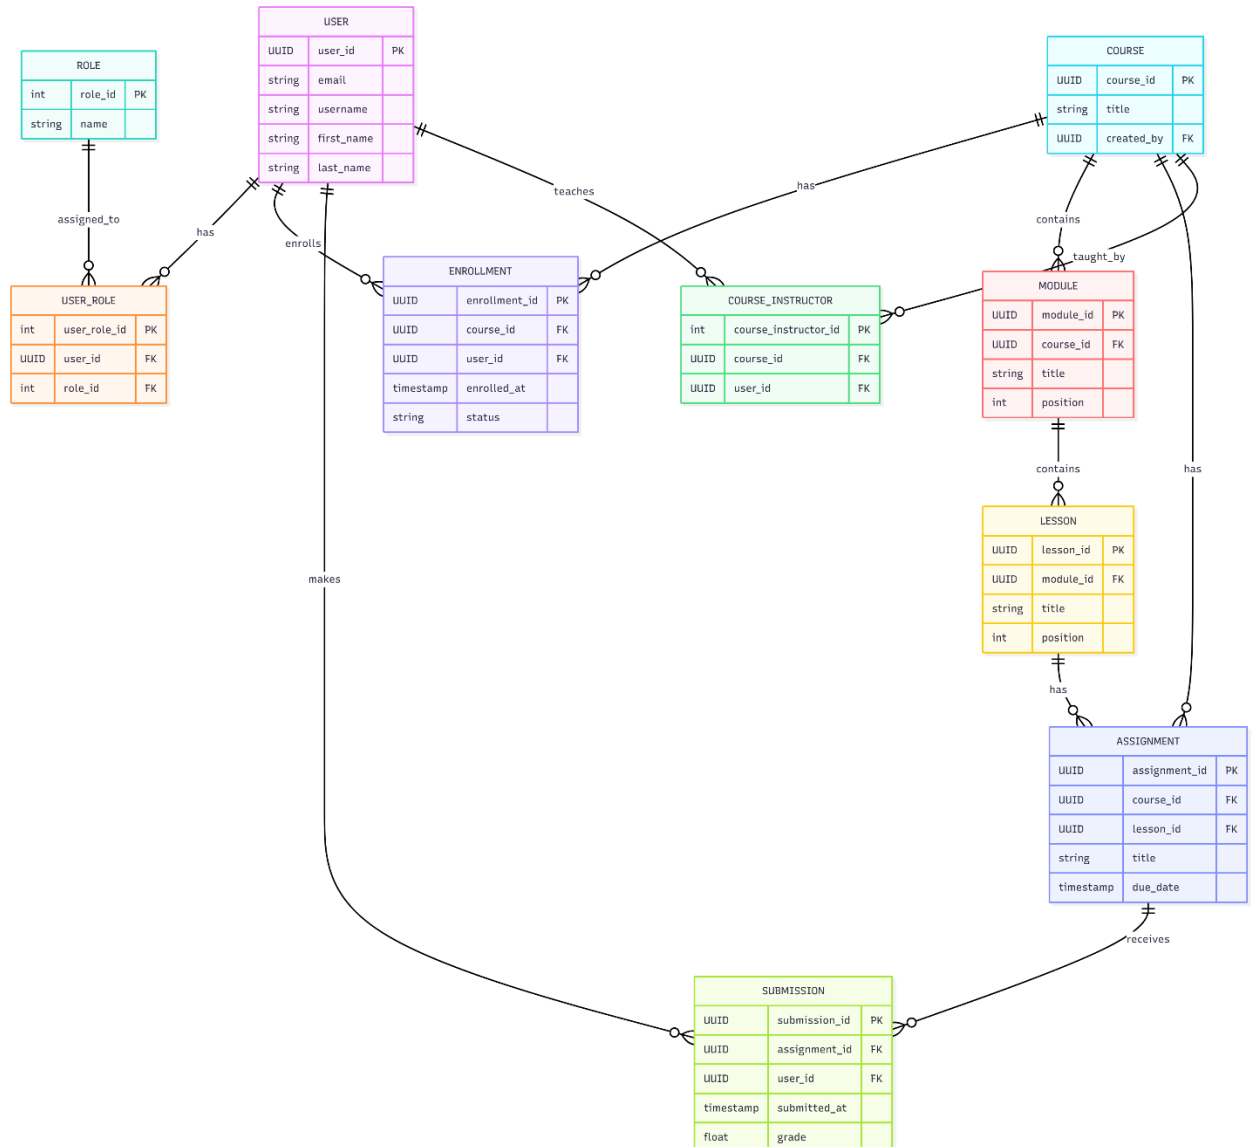 USER
UUID user_id PK
string email
string username
string first_name
string last_name
ROLE
int role_id PK
string name
COURSE
UUID course_id PK
string title
UUID created_by FK
assigned_to
has
enrolls
teaches
has
contains
taught_by
USER_ROLE
int user_role_id PK
UUID user_id FK
int role_id FK
ENROLLMENT
UUID enrollment_id PK
UUID course_id FK
UUID user_id FK
timestamp enrolled_at
string status
COURSE_INSTRUCTOR
int course_instructor_id PK
UUID course_id FK
UUID user_id FK
MODULE
UUID module_id PK
UUID course_id FK
string title
int position
contains
has
LESSON
UUID lesson_id PK
UUID module_id FK
string title
int position
makes
has
ASSIGNMENT
UUID assignment_id PK
UUID course_id FK
UUID lesson_id FK
string title
timestamp due_date
receives
SUBMISSION
UUID submission_id PK
UUID assignment_id FK
UUID user_id FK
timestamp submitted_at
float grade